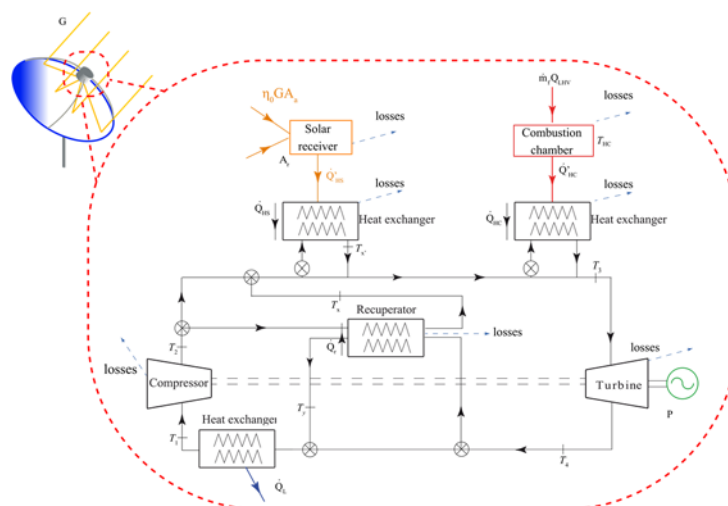 G
ṁfQLHV
losses
η0GAa
Solar
receiver
losses
Combustion
chamber
THC
Ar
Q̇'HS
losses
Q̇'HC
losses
Q̇HS
Heat exchanger
Q̇HC
Heat exchanger
Tx'
T3
Tx
Recuperator
T2
losses
Q̇r
losses
losses
Compressor
Turbine
Ty
P
Heat exchanger
T1
T4
Q̇L